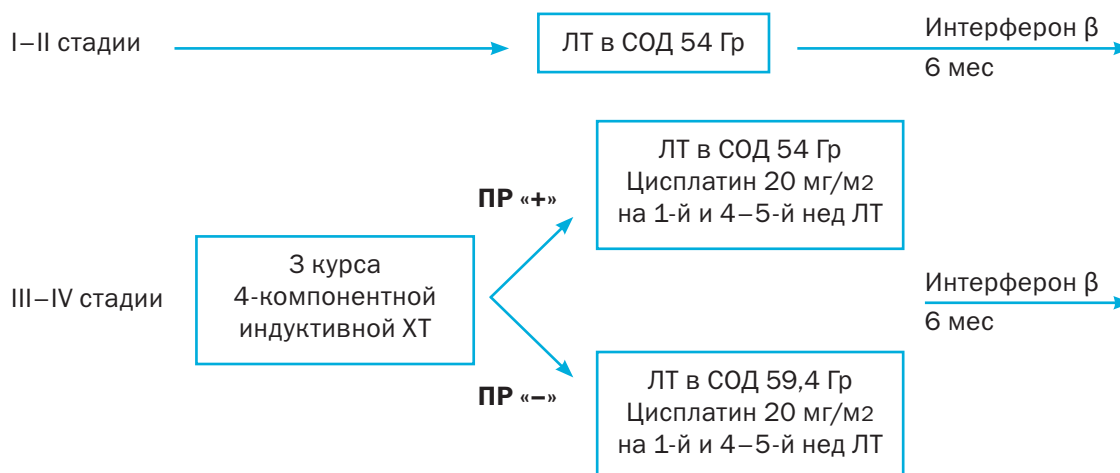 I–II стадии
ЛТ в СОД 54 Гр
Интерферон β
6 мес
ПР «+»
ЛТ в СОД 54 Гр
Цисплатин 20 мг/м2
на 1-й и 4–5-й нед ЛТ
III–IV стадии
3 курса
4-компонентной
индуктивной ХТ
Интерферон β
6 мес
ПР «–»
ЛТ в СОД 59,4 Гр
Цисплатин 20 мг/м2
на 1-й и 4–5-й нед ЛТ